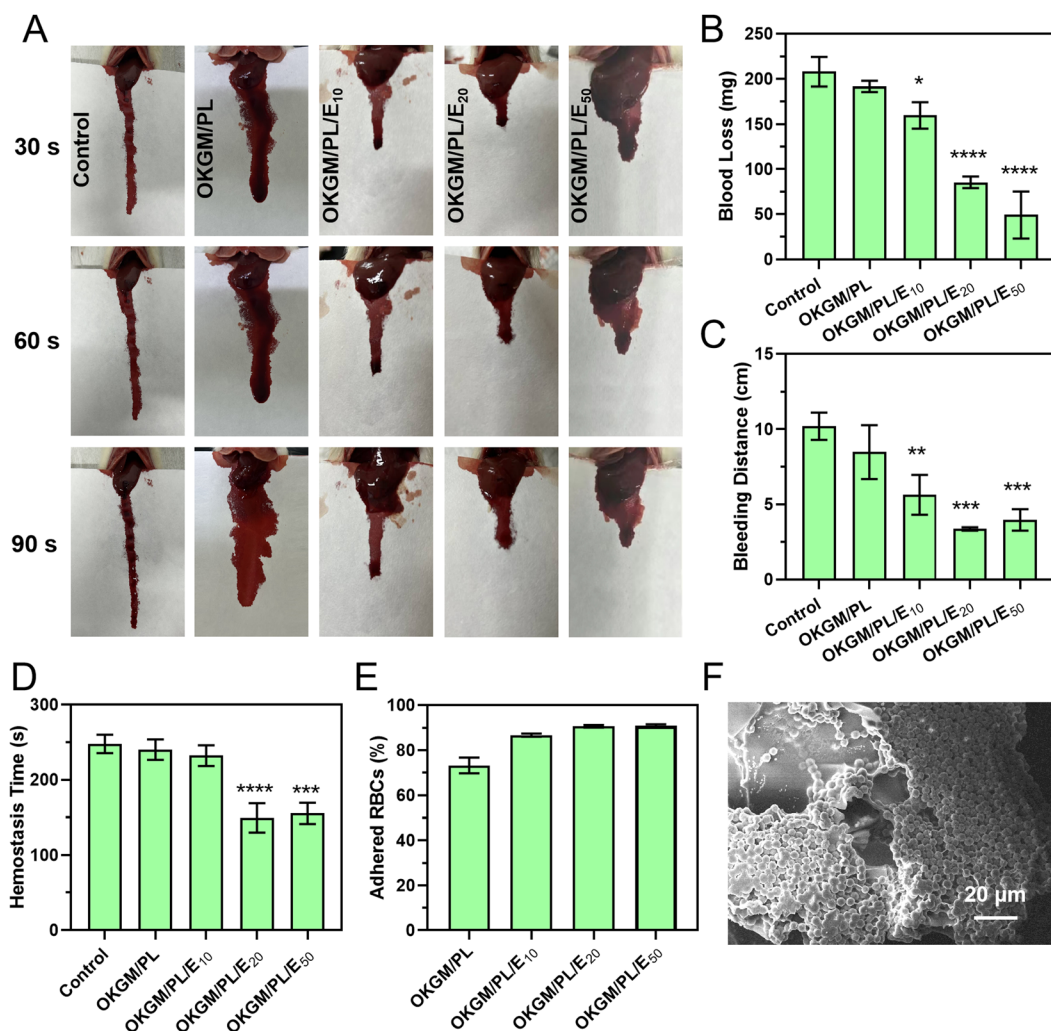 A
Control
OKGM/PL
OKGM/PL/E₁₀
OKGM/PL/E₂₀
OKGM/PL/E₅₀
30 s
60 s
90 s
B
Blood Loss (mg)
250
200
150
100
50
0
*
****
****
Control
OKGM/PL
OKGM/PL/E₁₀
OKGM/PL/E₂₀
OKGM/PL/E₅₀
C
Bleeding Distance (cm)
15
10
5
0
**
***
***
Control
OKGM/PL
OKGM/PL/E₁₀
OKGM/PL/E₂₀
OKGM/PL/E₅₀
D
Hemostasis Time (s)
300
200
100
0
****
***
Control
OKGM/PL
OKGM/PL/E₁₀
OKGM/PL/E₂₀
OKGM/PL/E₅₀
E
Adhered RBCs (%)
100
80
60
40
20
0
OKGM/PL
OKGM/PL/E₁₀
OKGM/PL/E₂₀
OKGM/PL/E₅₀
F
20 μm